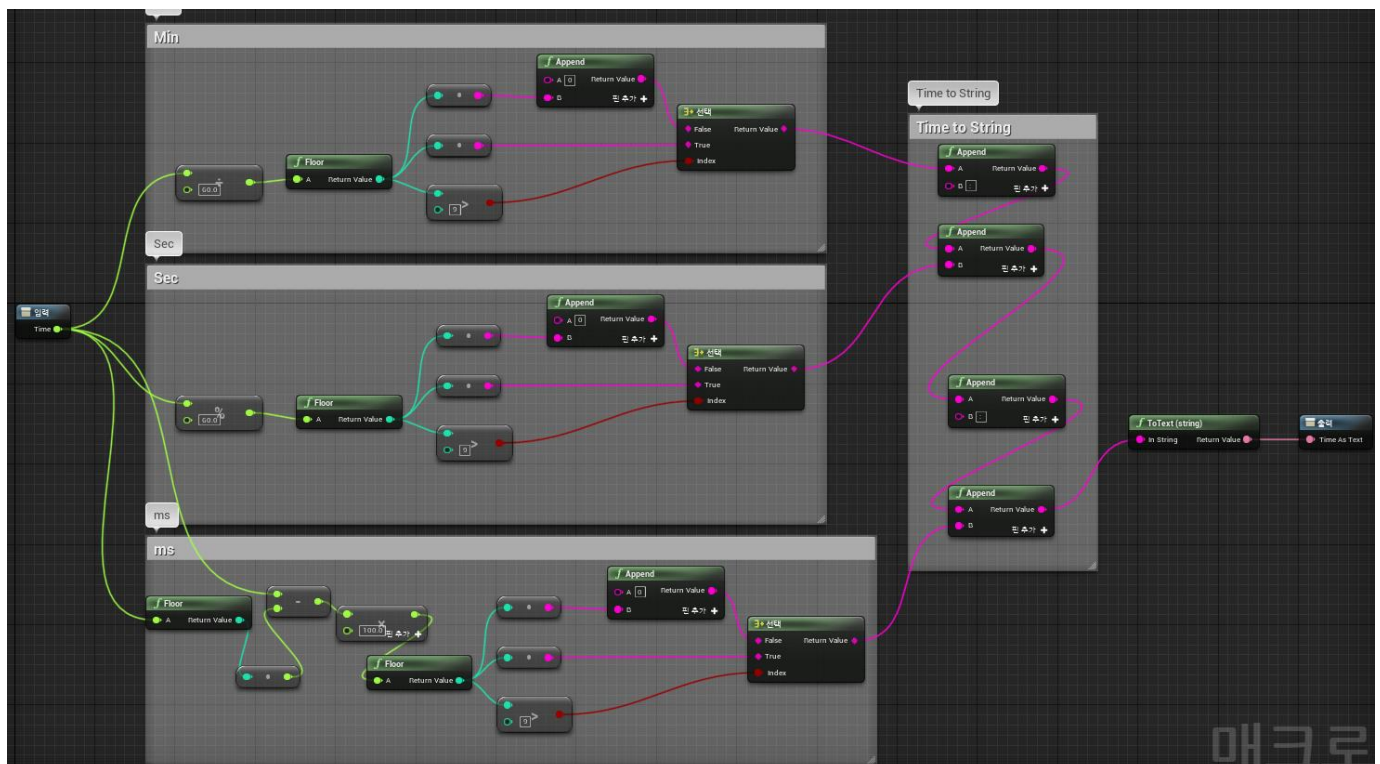 Min
Append
A 0 Return Value
B 핀 추가 +
선택
False Return Value
True
Index
÷
60.0
Floor
A Return Value
9 >
Sec
Sec
Append
A 0 Return Value
B 핀 추가 +
선택
False Return Value
True
Index
%
60.0
Floor
A Return Value
9 >
입력
Time
ms
ms
Append
A 0 Return Value
B 핀 추가 +
선택
False Return Value
True
Index
Floor
A Return Value
-
×
100.0 핀 추가 +
Floor
A Return Value
9 >
Time to String
Time to String
Append
A Return Value
B : 핀 추가 +
Append
A Return Value
B 핀 추가 +
Append
A Return Value
B : 핀 추가 +
Append
A Return Value
B 핀 추가 +
ToText (string)
In String Return Value
출력
Time As Text
매크로